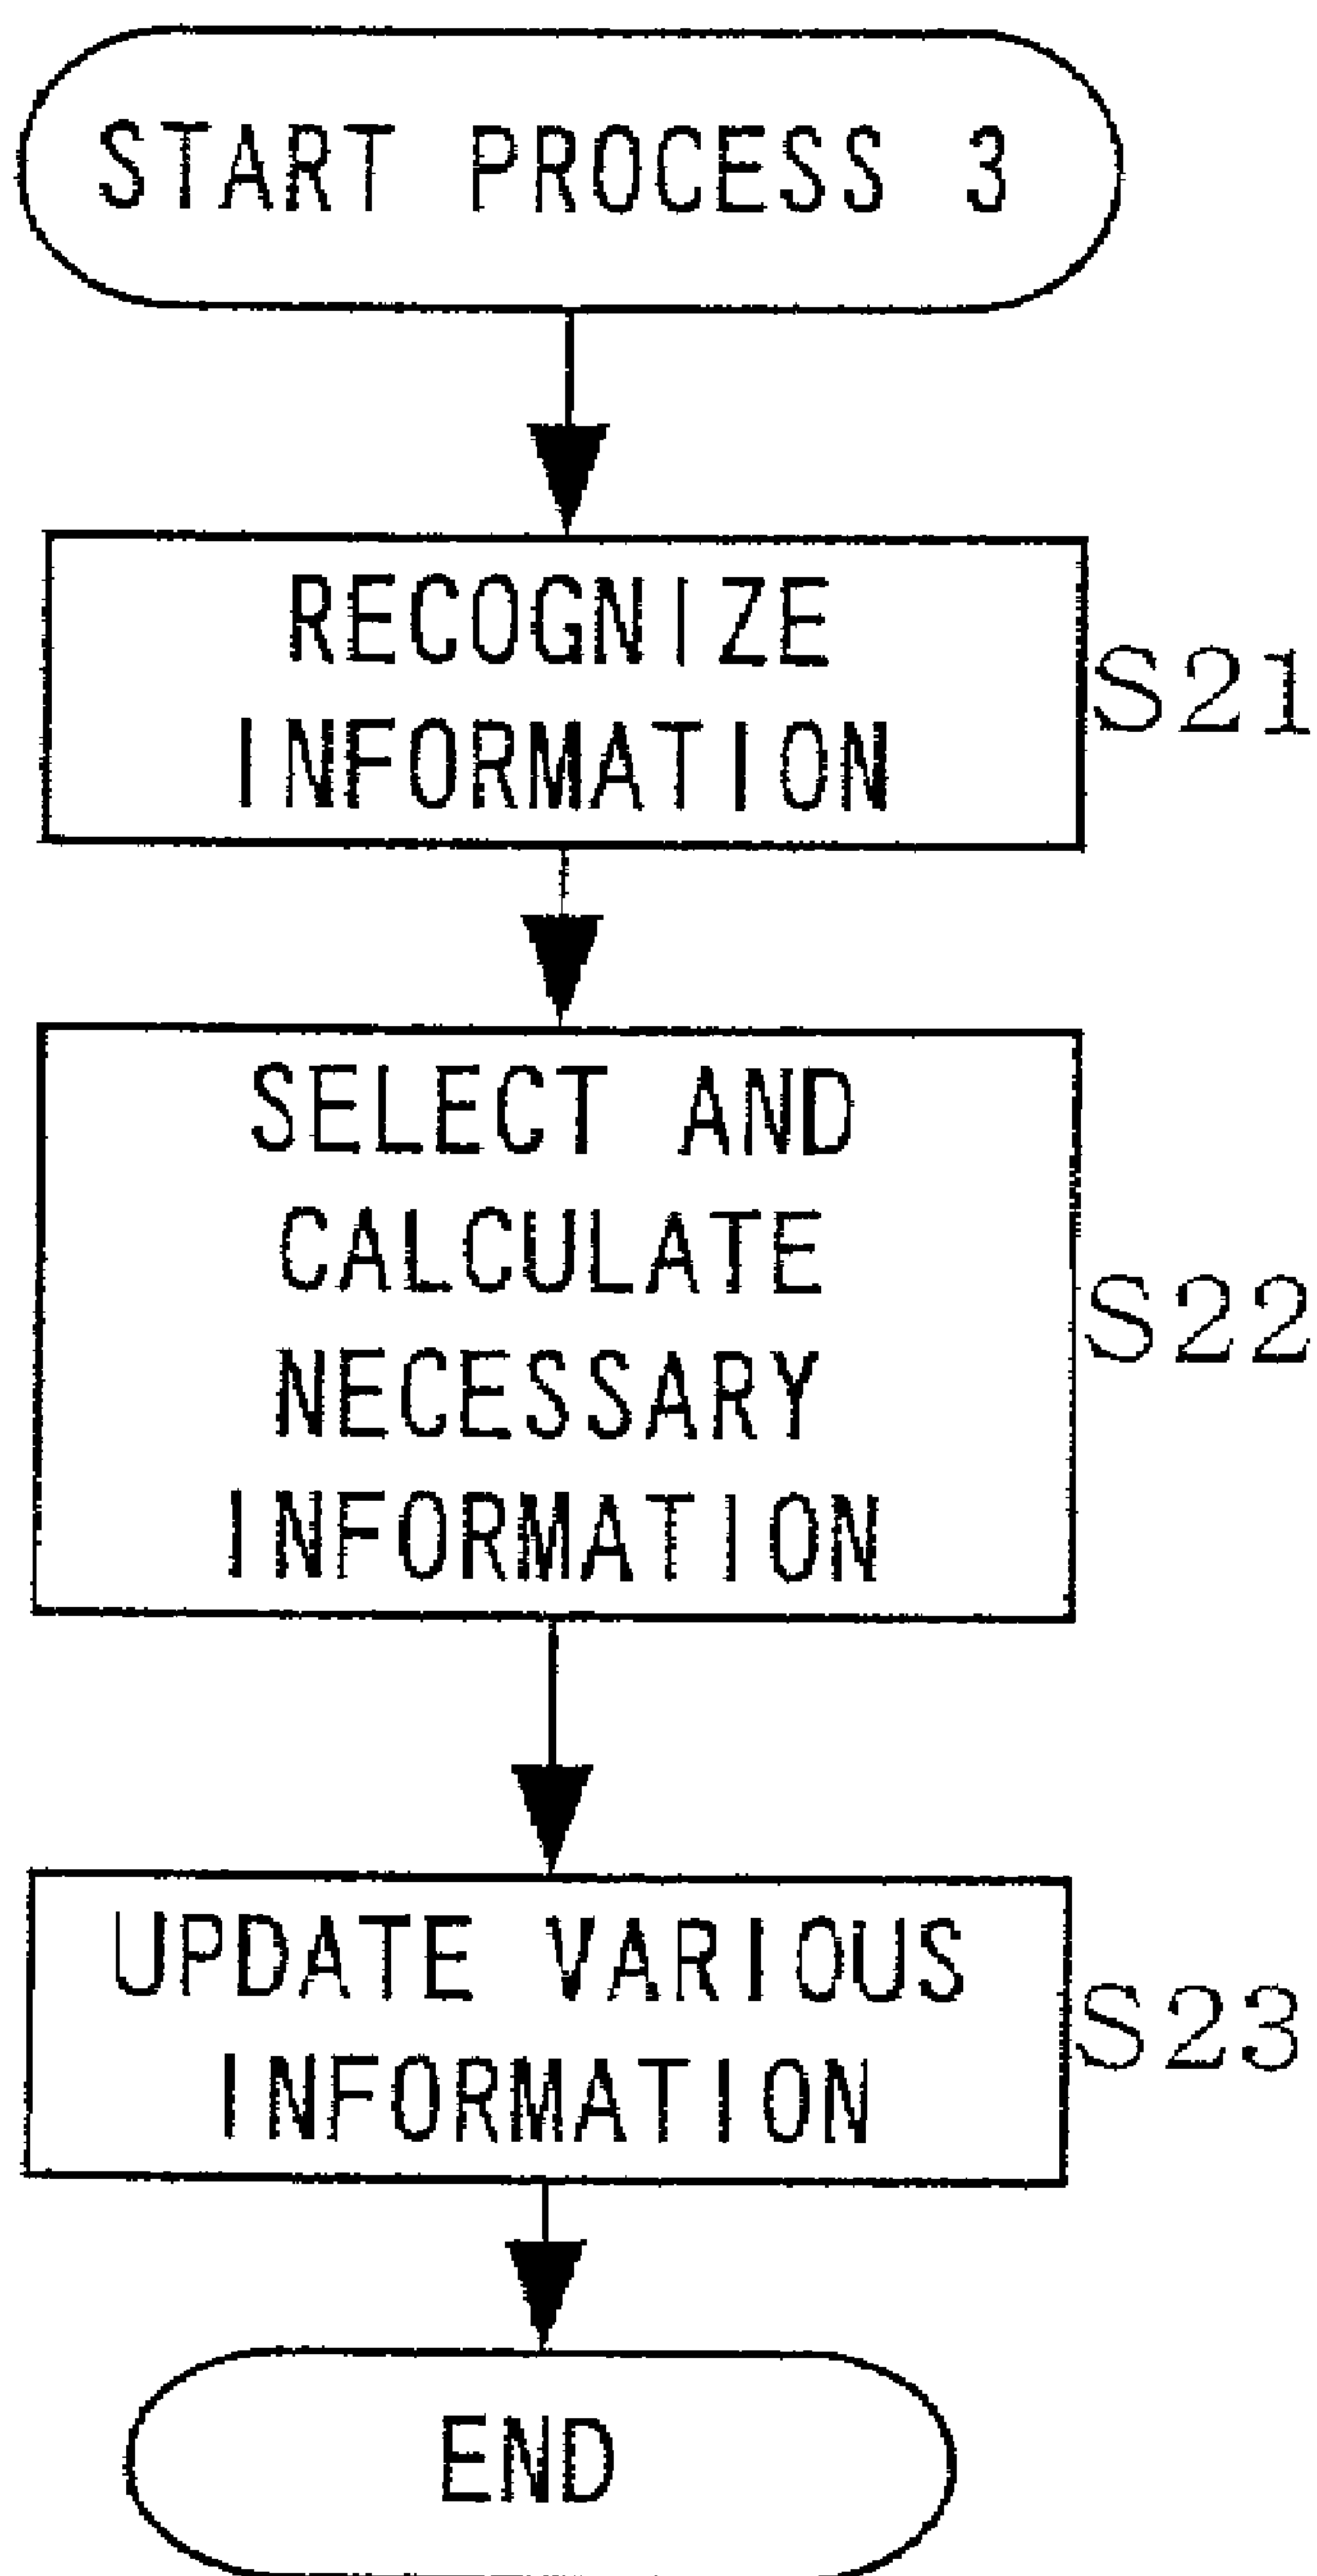 START PROCESS 3
RECOGNIZE
INFORMATION
S21
SELECT AND
CALCULATE
NECESSARY
INFORMATION
S22
UPDATE VARIOUS
INFORMATION
S23
END